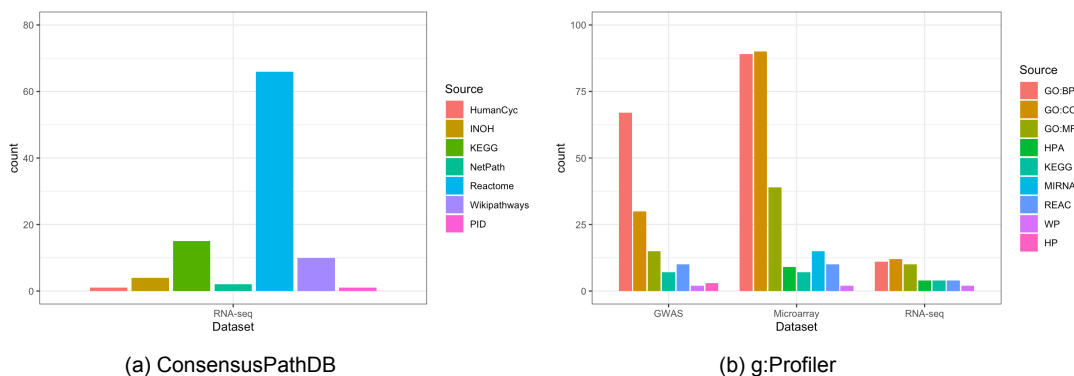 80
60
40
20
0
count
RNA-seq
Dataset
Source
HumanCyc
INOH
KEGG
NetPath
Reactome
Wikipathways
PID
(a) ConsensusPathDB
100
75
50
25
0
count
GWAS
Microarray
RNA-seq
Dataset
Source
GO:BP
GO:CC
GO:MF
HPA
KEGG
MIRNA
REAC
WP
HP
(b) g:Profiler